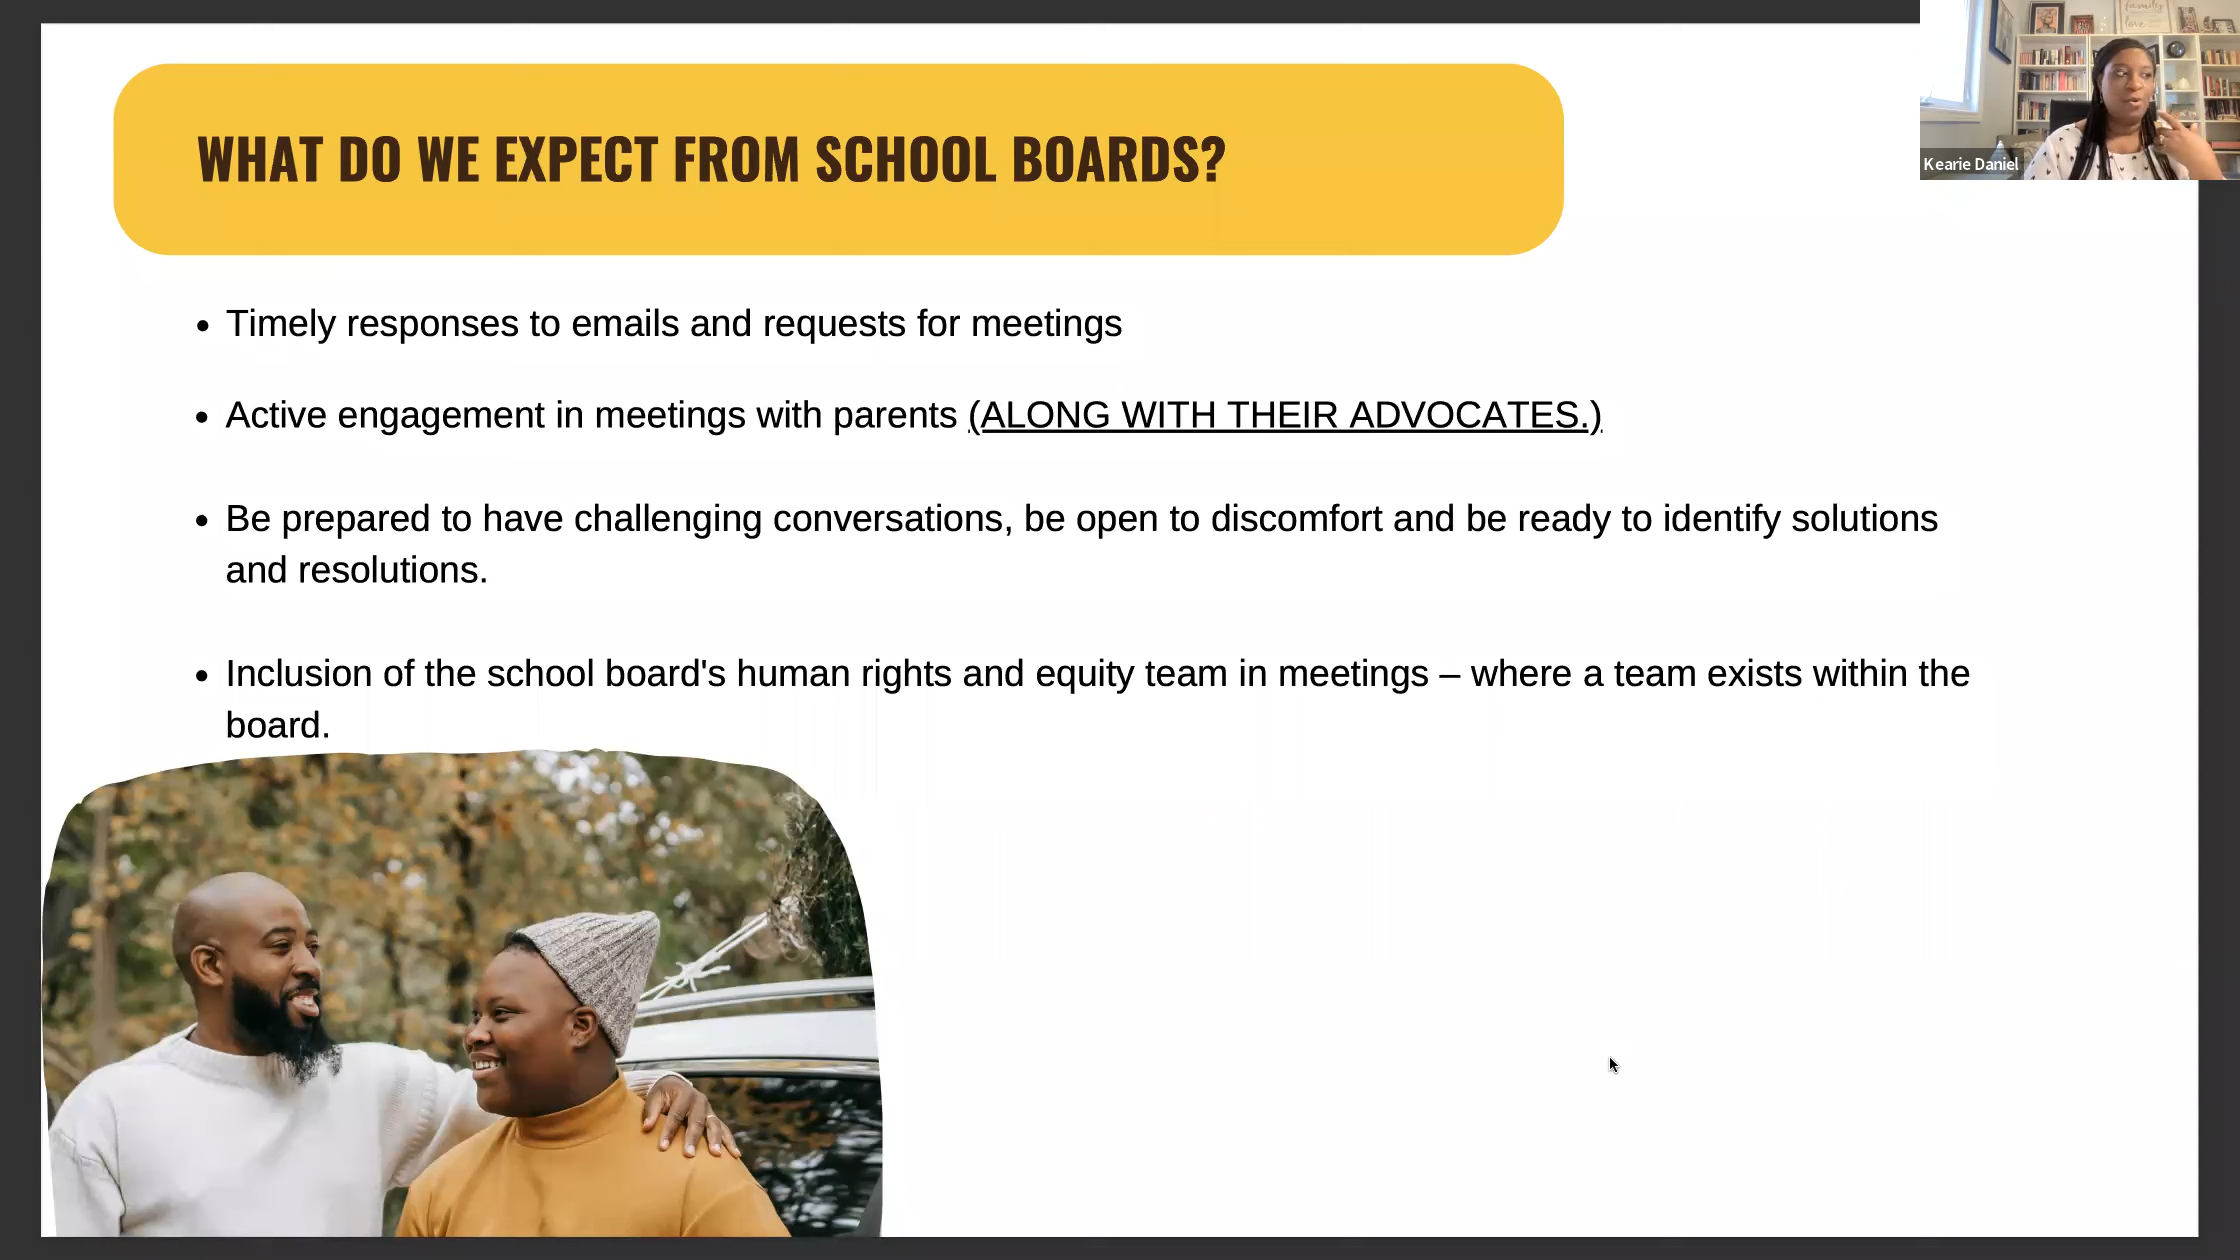 WHAT DO WE EXPECT FROM SCHOOL BOARDS?
Kearie Daniel
family
love
• Timely responses to emails and requests for meetings
• Active engagement in meetings with parents (ALONG WITH THEIR ADVOCATES.)
• Be prepared to have challenging conversations, be open to discomfort and be ready to identify solutions
and resolutions.
• Inclusion of the school board's human rights and equity team in meetings – where a team exists within the
board.